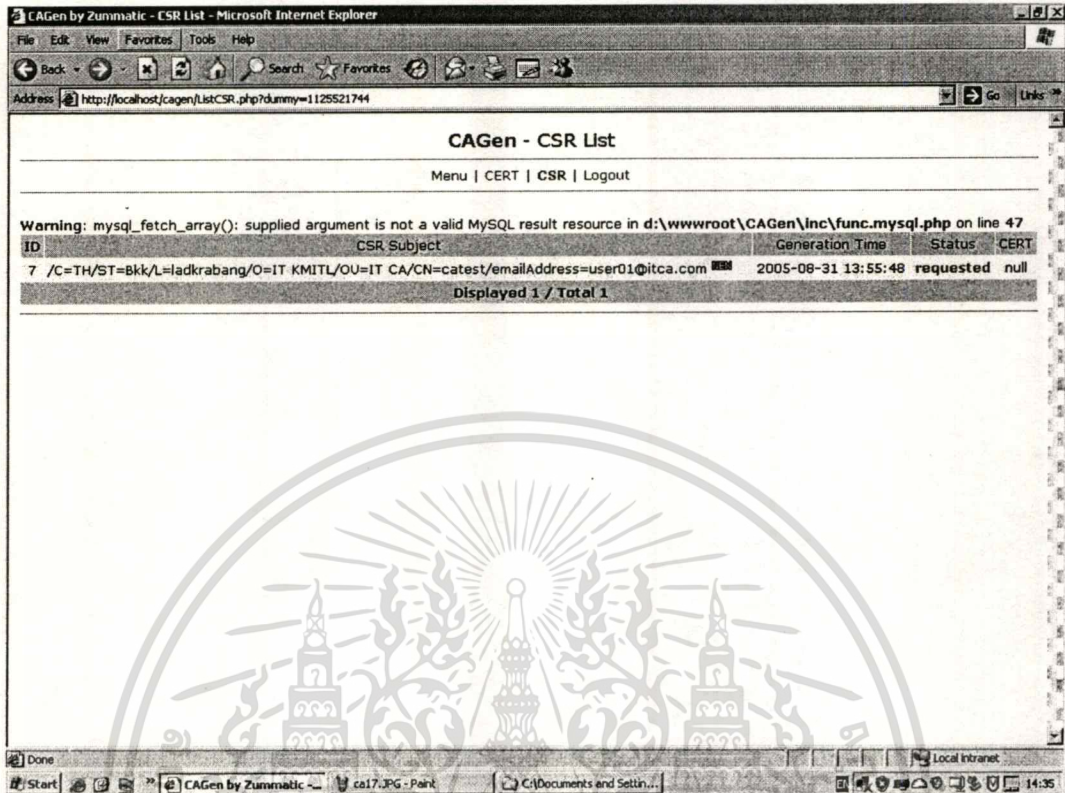 CAGen by Zummatic - CSR List - Microsoft Internet Explorer
File Edit View Favorites Tools Help
Back Search Favorites
Address http://localhost/cagen/ListCSR.php?dummy=1125521744 Go Links »
CAGen - CSR List
Menu | CERT | CSR | Logout
Warning: mysql_fetch_array(): supplied argument is not a valid MySQL result resource in d:\wwwroot\CAGen\inc\func.mysql.php on line 47
ID CSR Subject Generation Time Status CERT
7 /C=TH/ST=Bkk/L=ladkrabang/O=IT KMITL/OU=IT CA/CN=catest/emailAddress=user01@itca.com 2005-08-31 13:55:48 requested null
Displayed 1 / Total 1
Done Local intranet
Start » CAGen by Zummatic -... ca17.JPG - Paint C:\Documents and Settin... 14:35